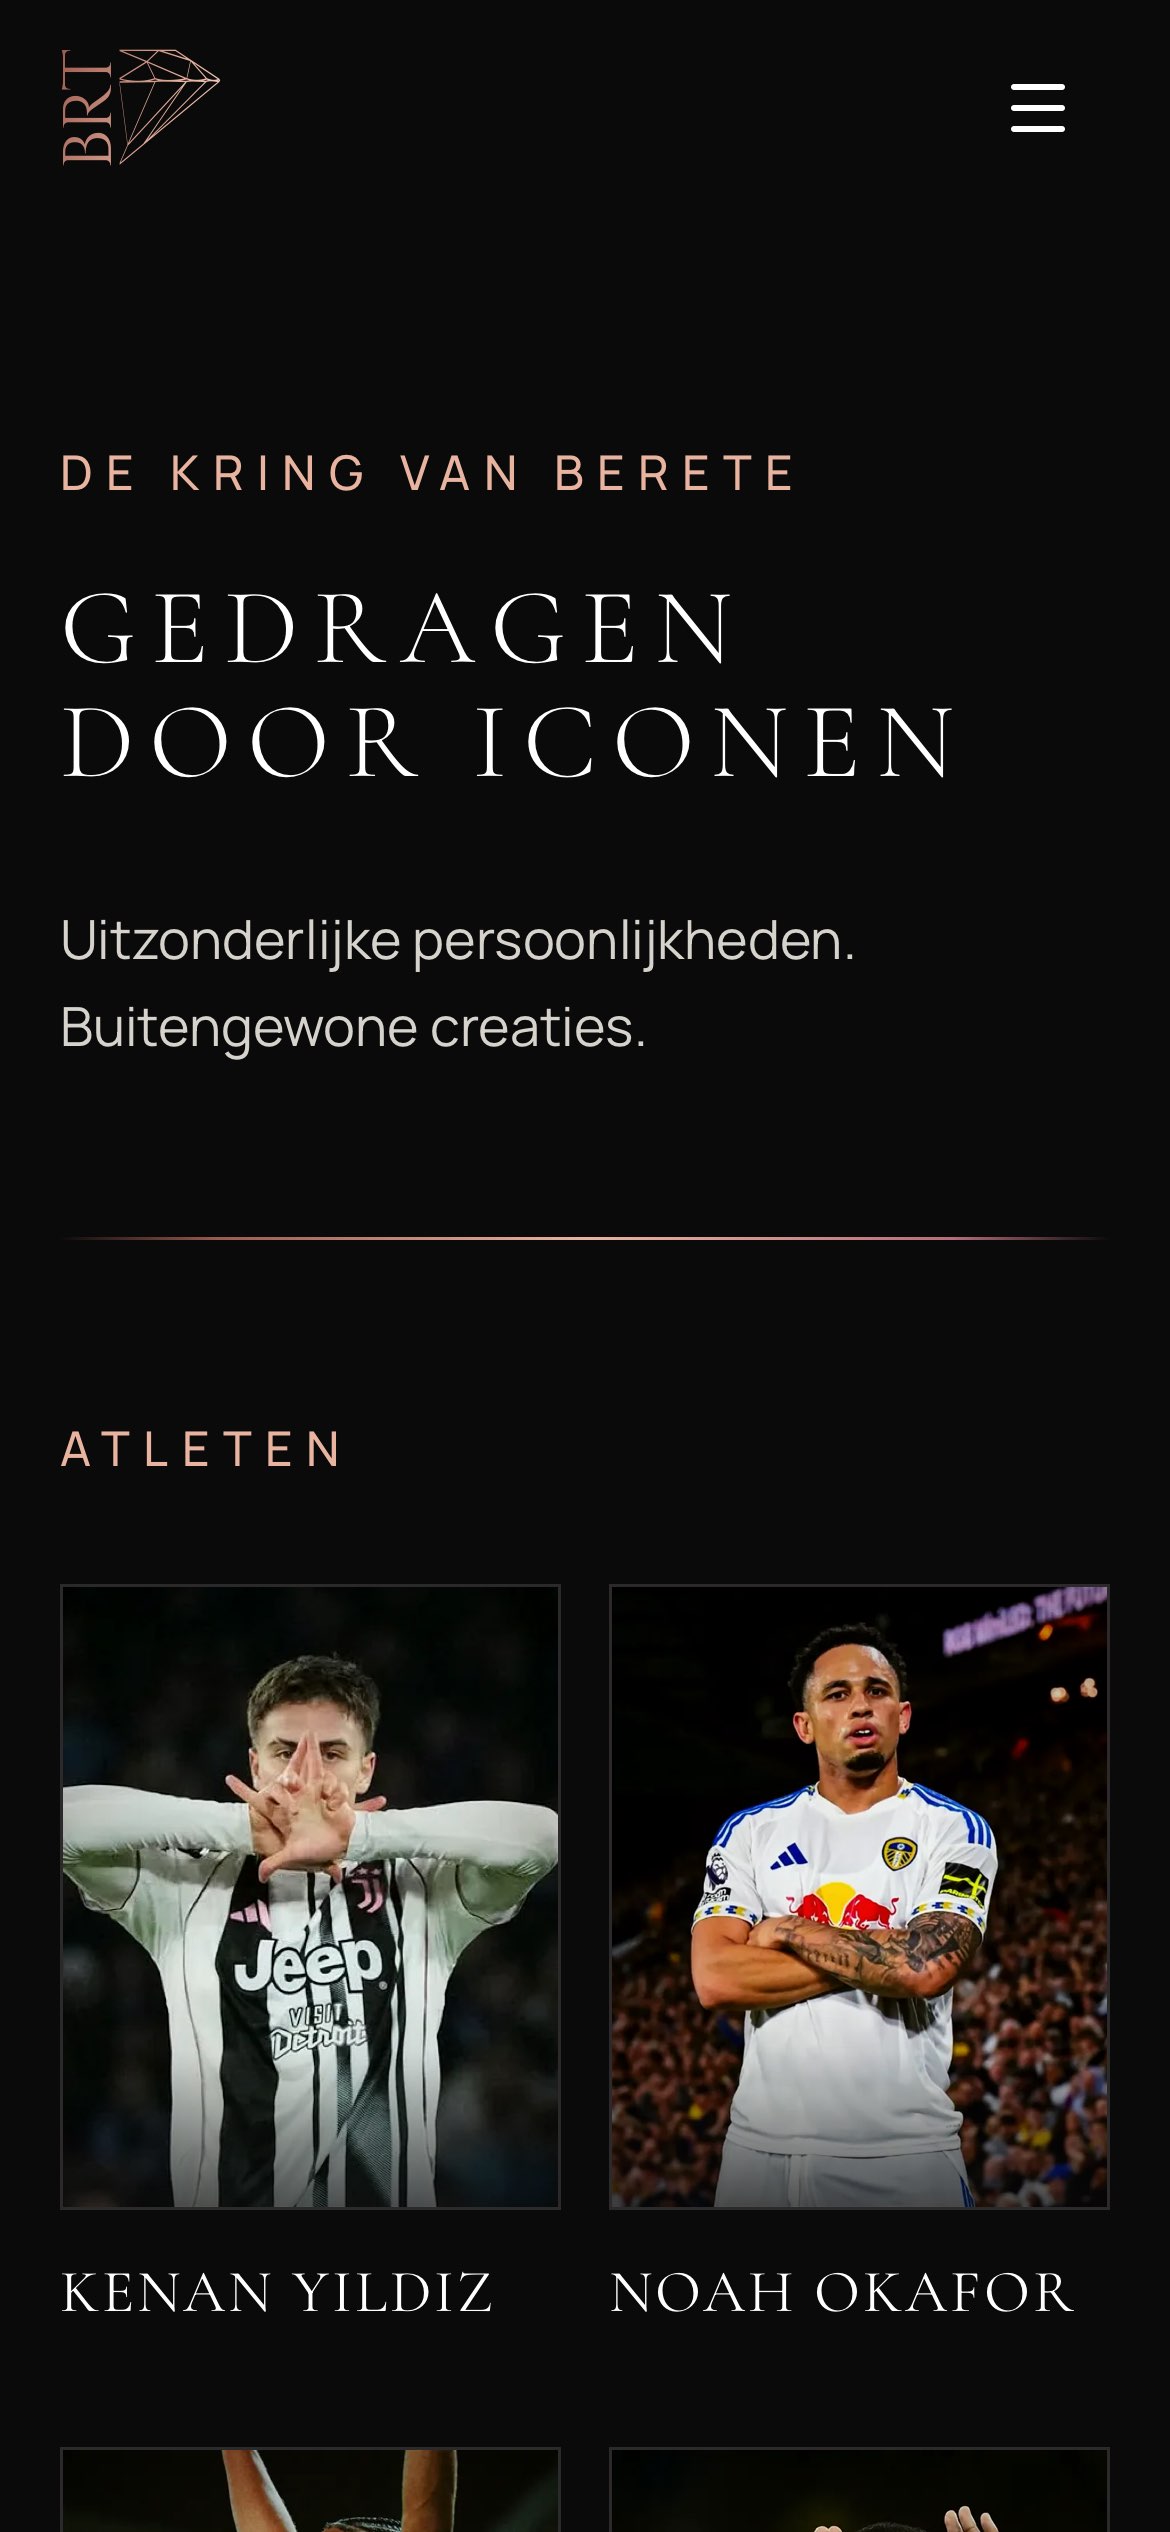 BRT
DE KRING VAN BERETE
GEDRAGEN
DOOR ICONEN
Uitzonderlijke persoonlijkheden.
Buitengewone creaties.
ATLETEN
Jeep
VISIT
Detroit
KENAN YILDIZ
NOAH OKAFOR